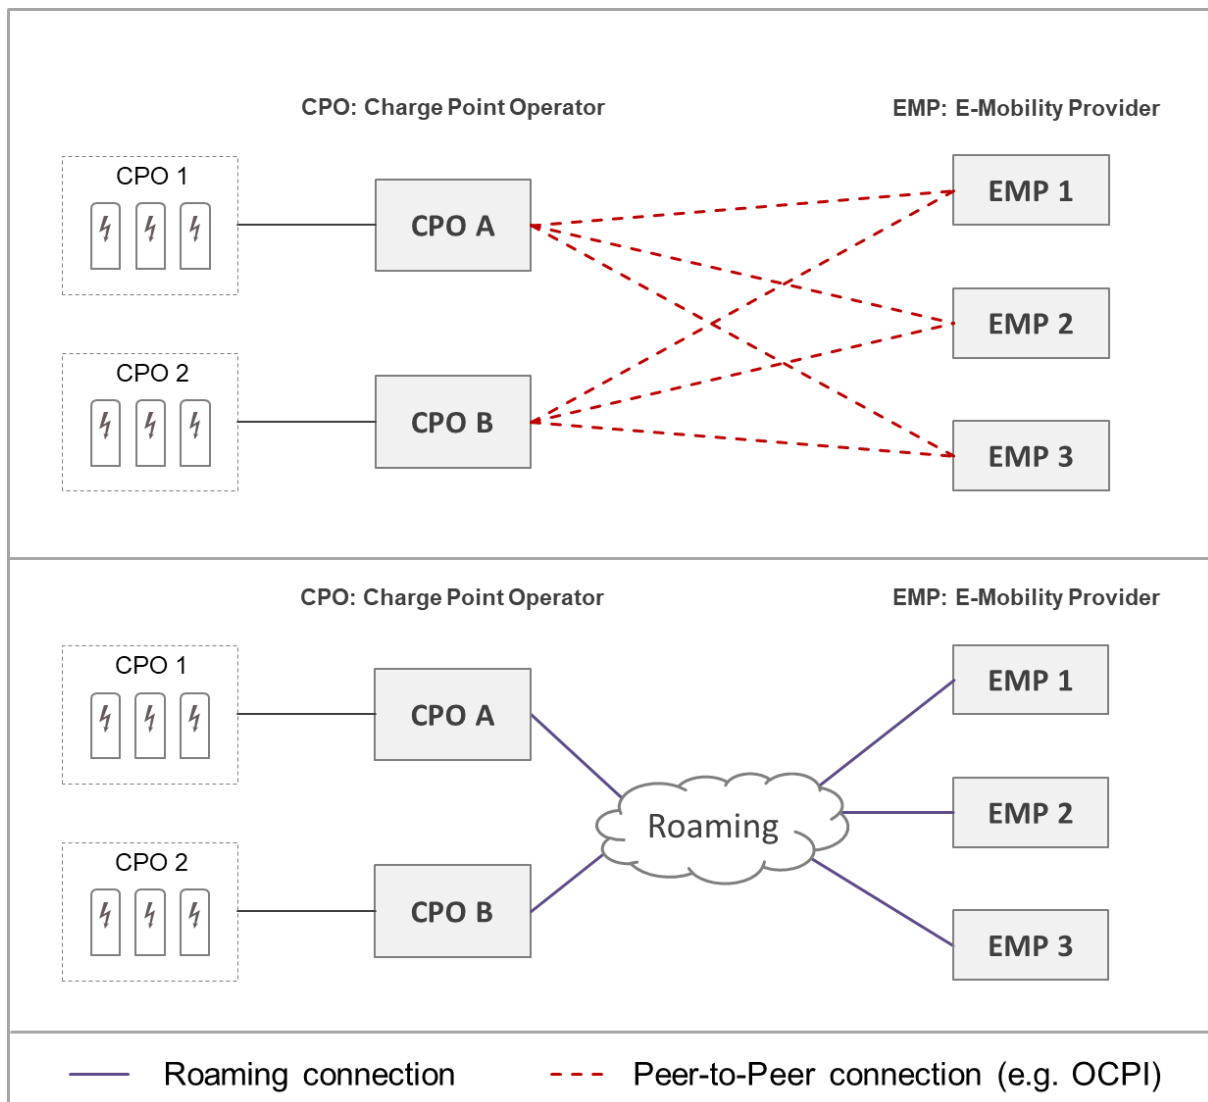 CPO: Charge Point Operator
EMP: E-Mobility Provider
CPO 1
CPO A
EMP 1
EMP 2
CPO 2
CPO B
EMP 3
CPO: Charge Point Operator
EMP: E-Mobility Provider
CPO 1
CPO A
EMP 1
Roaming
EMP 2
CPO 2
CPO B
EMP 3
Roaming connection
Peer-to-Peer connection (e.g. OCPI)